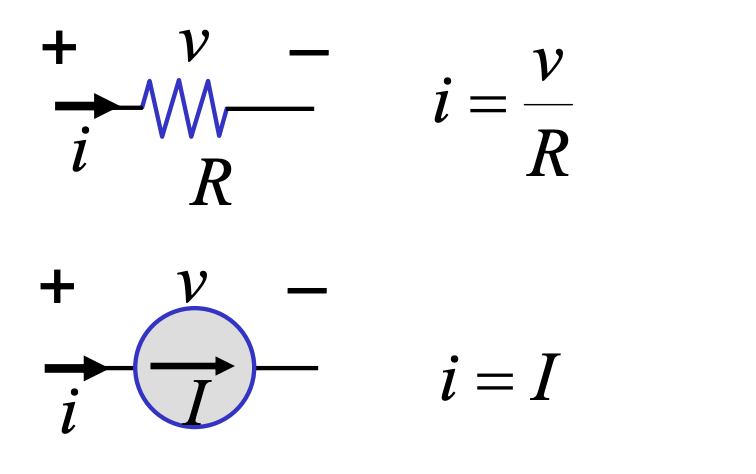 + v −
i
R
i = v/R
+ v −
i
I
i = I